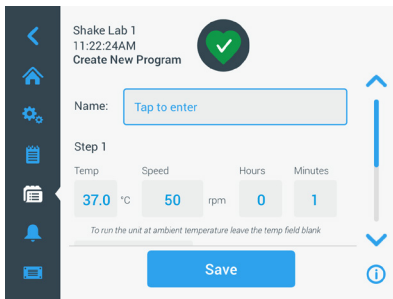 Shake Lab 1
11:22:24AM
Create New Program
Name: Tap to enter
Step 1
Temp Speed Hours Minutes
37.0 °C 50 rpm 0 1
To run the unit at ambient temperature leave the temp field blank
Save